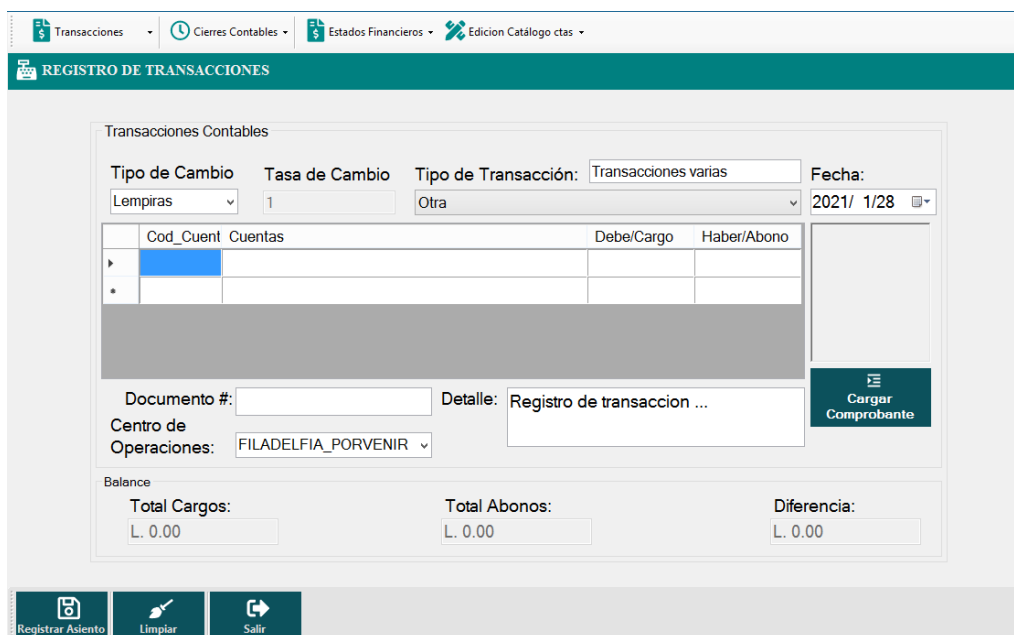 Transacciones Cierres Contables Estados Financieros Edicion Catálogo ctas
REGISTRO DE TRANSACCIONES
Transacciones Contables
Tipo de Cambio Tasa de Cambio Tipo de Transacción: Transacciones varias Fecha:
Lempiras 1 Otra 2021/ 1/28
Cod_Cuent Cuentas Debe/Cargo Haber/Abono
Documento #: Detalle: Registro de transaccion ...
Cargar
Comprobante
Centro de
Operaciones: FILADELFIA_PORVENIR
Balance
Total Cargos: Total Abonos: Diferencia:
L. 0.00 L. 0.00 L. 0.00
Registrar Asiento Limpiar Salir